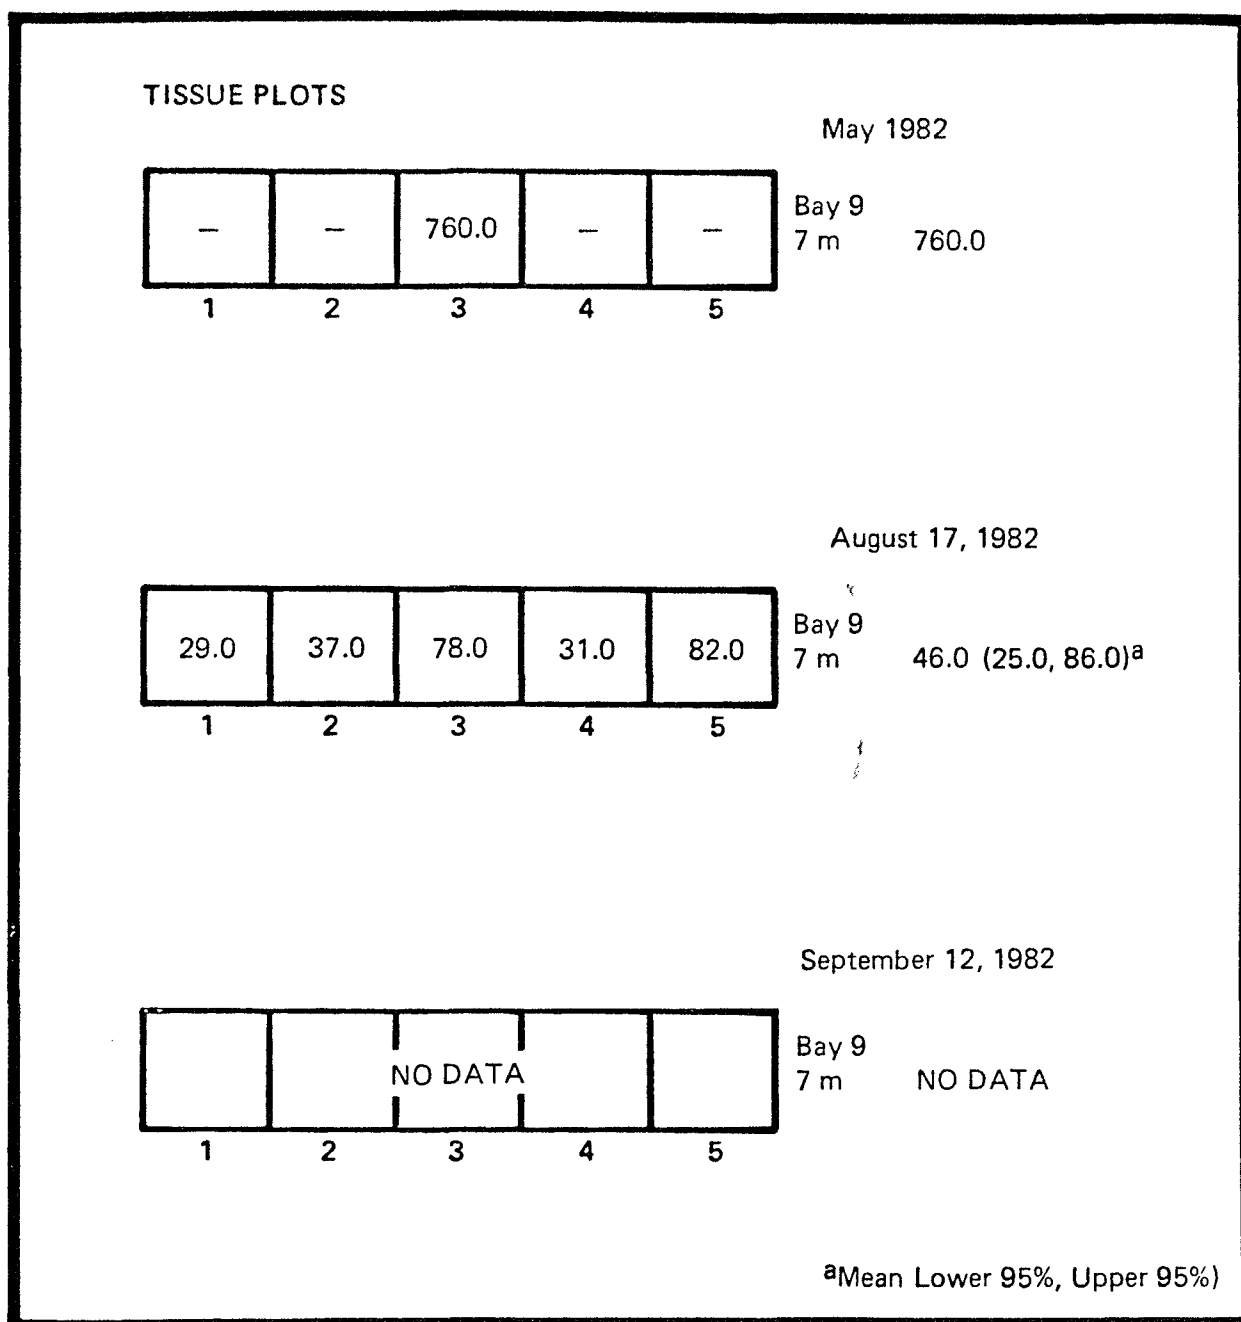 TISSUE PLOTS
May 1982
– – 760.0 – –
1 2 3 4 5
Bay 9
7 m 760.0
August 17, 1982
29.0 37.0 78.0 31.0 82.0
1 2 3 4 5
Bay 9
7 m 46.0 (25.0, 86.0)a
September 12, 1982
NO DATA
1 2 3 4 5
Bay 9
7 m NO DATA
aMean Lower 95%, Upper 95%)